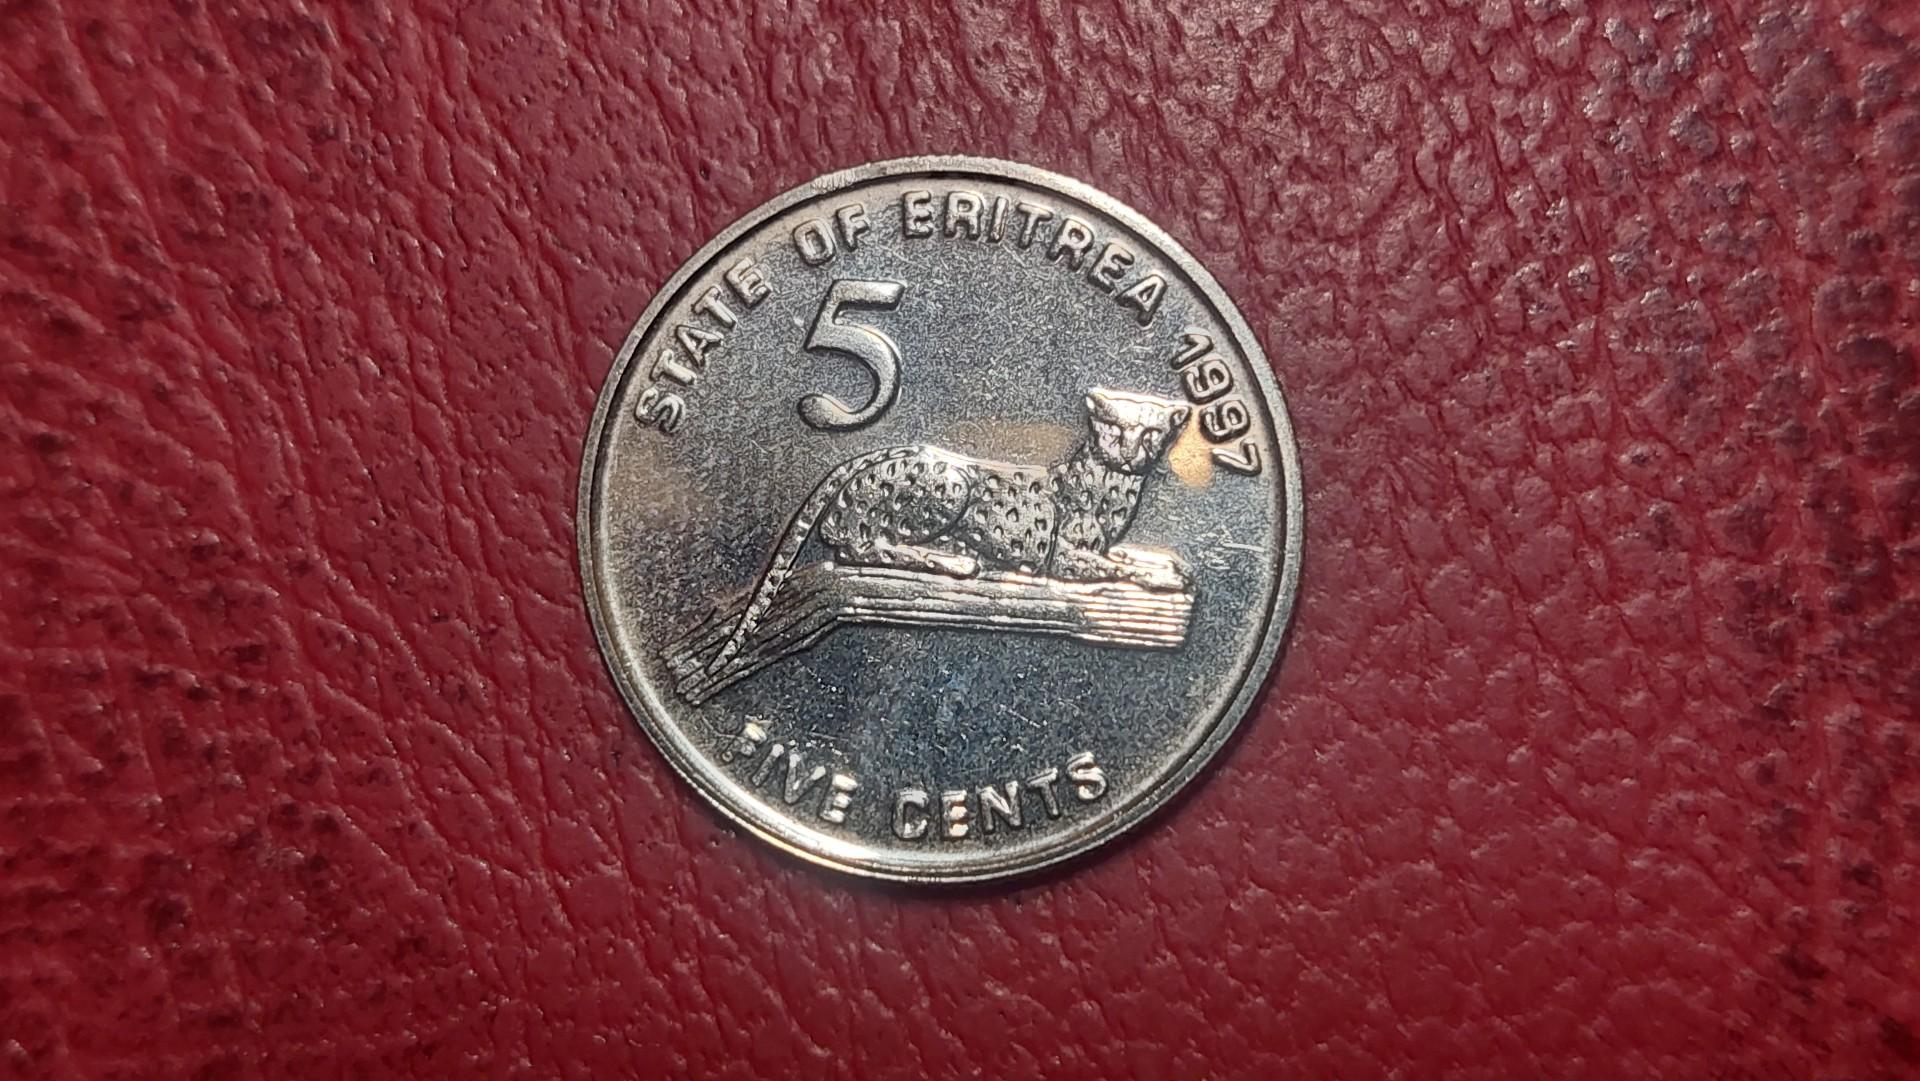 STATE OF ERITREA 1997
5
FIVE CENTS